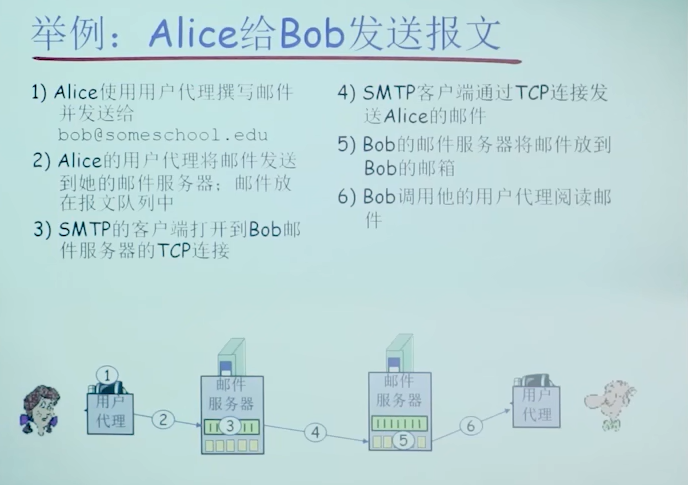 举例：Alice给Bob发送报文
1) Alice使用用户代理撰写邮件
并发送给
bob@someschool.edu
2) Alice的用户代理将邮件发送
到她的邮件服务器；邮件放
在报文队列中
3) SMTP的客户端打开到Bob邮
件服务器的TCP连接
4) SMTP客户端通过TCP连接发
送Alice的邮件
5) Bob的邮件服务器将邮件放到
Bob的邮箱
6) Bob调用他的用户代理阅读邮
件
1
用户
代理
2
邮件
服务器
3
4
邮件
服务器
5
6
用户
代理